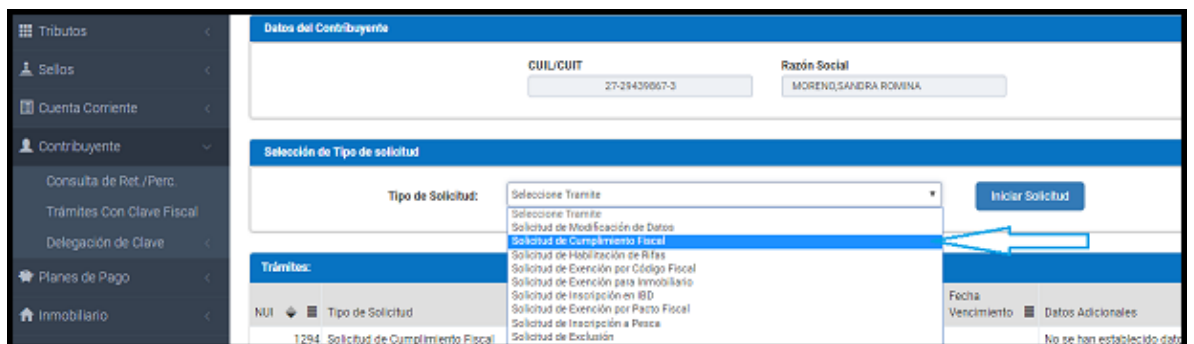 Tributos
Sellos
Cuenta Corriente
Contribuyente
Consulta de Ret./Perc.
Trámites Con Clave Fiscal
Delegación de Clave
Planes de Pago
Inmobiliario
Datos del Contribuyente
CUIL/CUIT Razón Social
27-29439867-3 MORENO,SANDRA ROMINA
Selección de Tipo de solicitud
Tipo de Solicitud: Seleccione Tramite Iniciar Solicitud
Seleccione Tramite
Solicitud de Modificación de Datos
Solicitud de Cumplimiento Fiscal
Solicitud de Habilitación de Rifas
Solicitud de Exención por Código Fiscal
Solicitud de Exención para Inmobiliario
Solicitud de Inscripción en IBD
Solicitud de Exención por Pacto Fiscal
Solicitud de Inscripción a Pesca
Solicitud de Exclusión
Trámites:
NUI Tipo de Solicitud Fecha Vencimiento Datos Adicionales
1294 Solicitud de Cumplimiento Fiscal No se han establecido dato